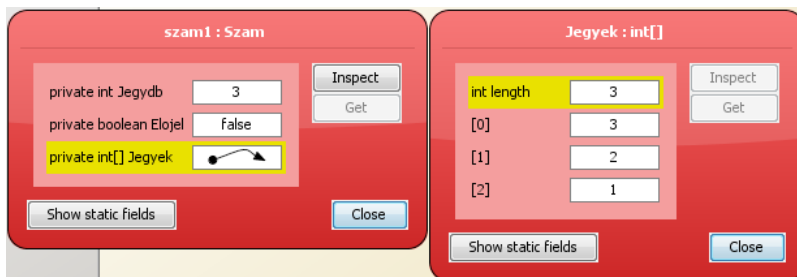 szam1 : Szam
private int Jegydb 3
private boolean Elojel false
private int[] Jegyek
Inspect
Get
Show static fields
Close
Jegyek : int[]
int length 3
[0] 3
[1] 2
[2] 1
Inspect
Get
Show static fields
Close